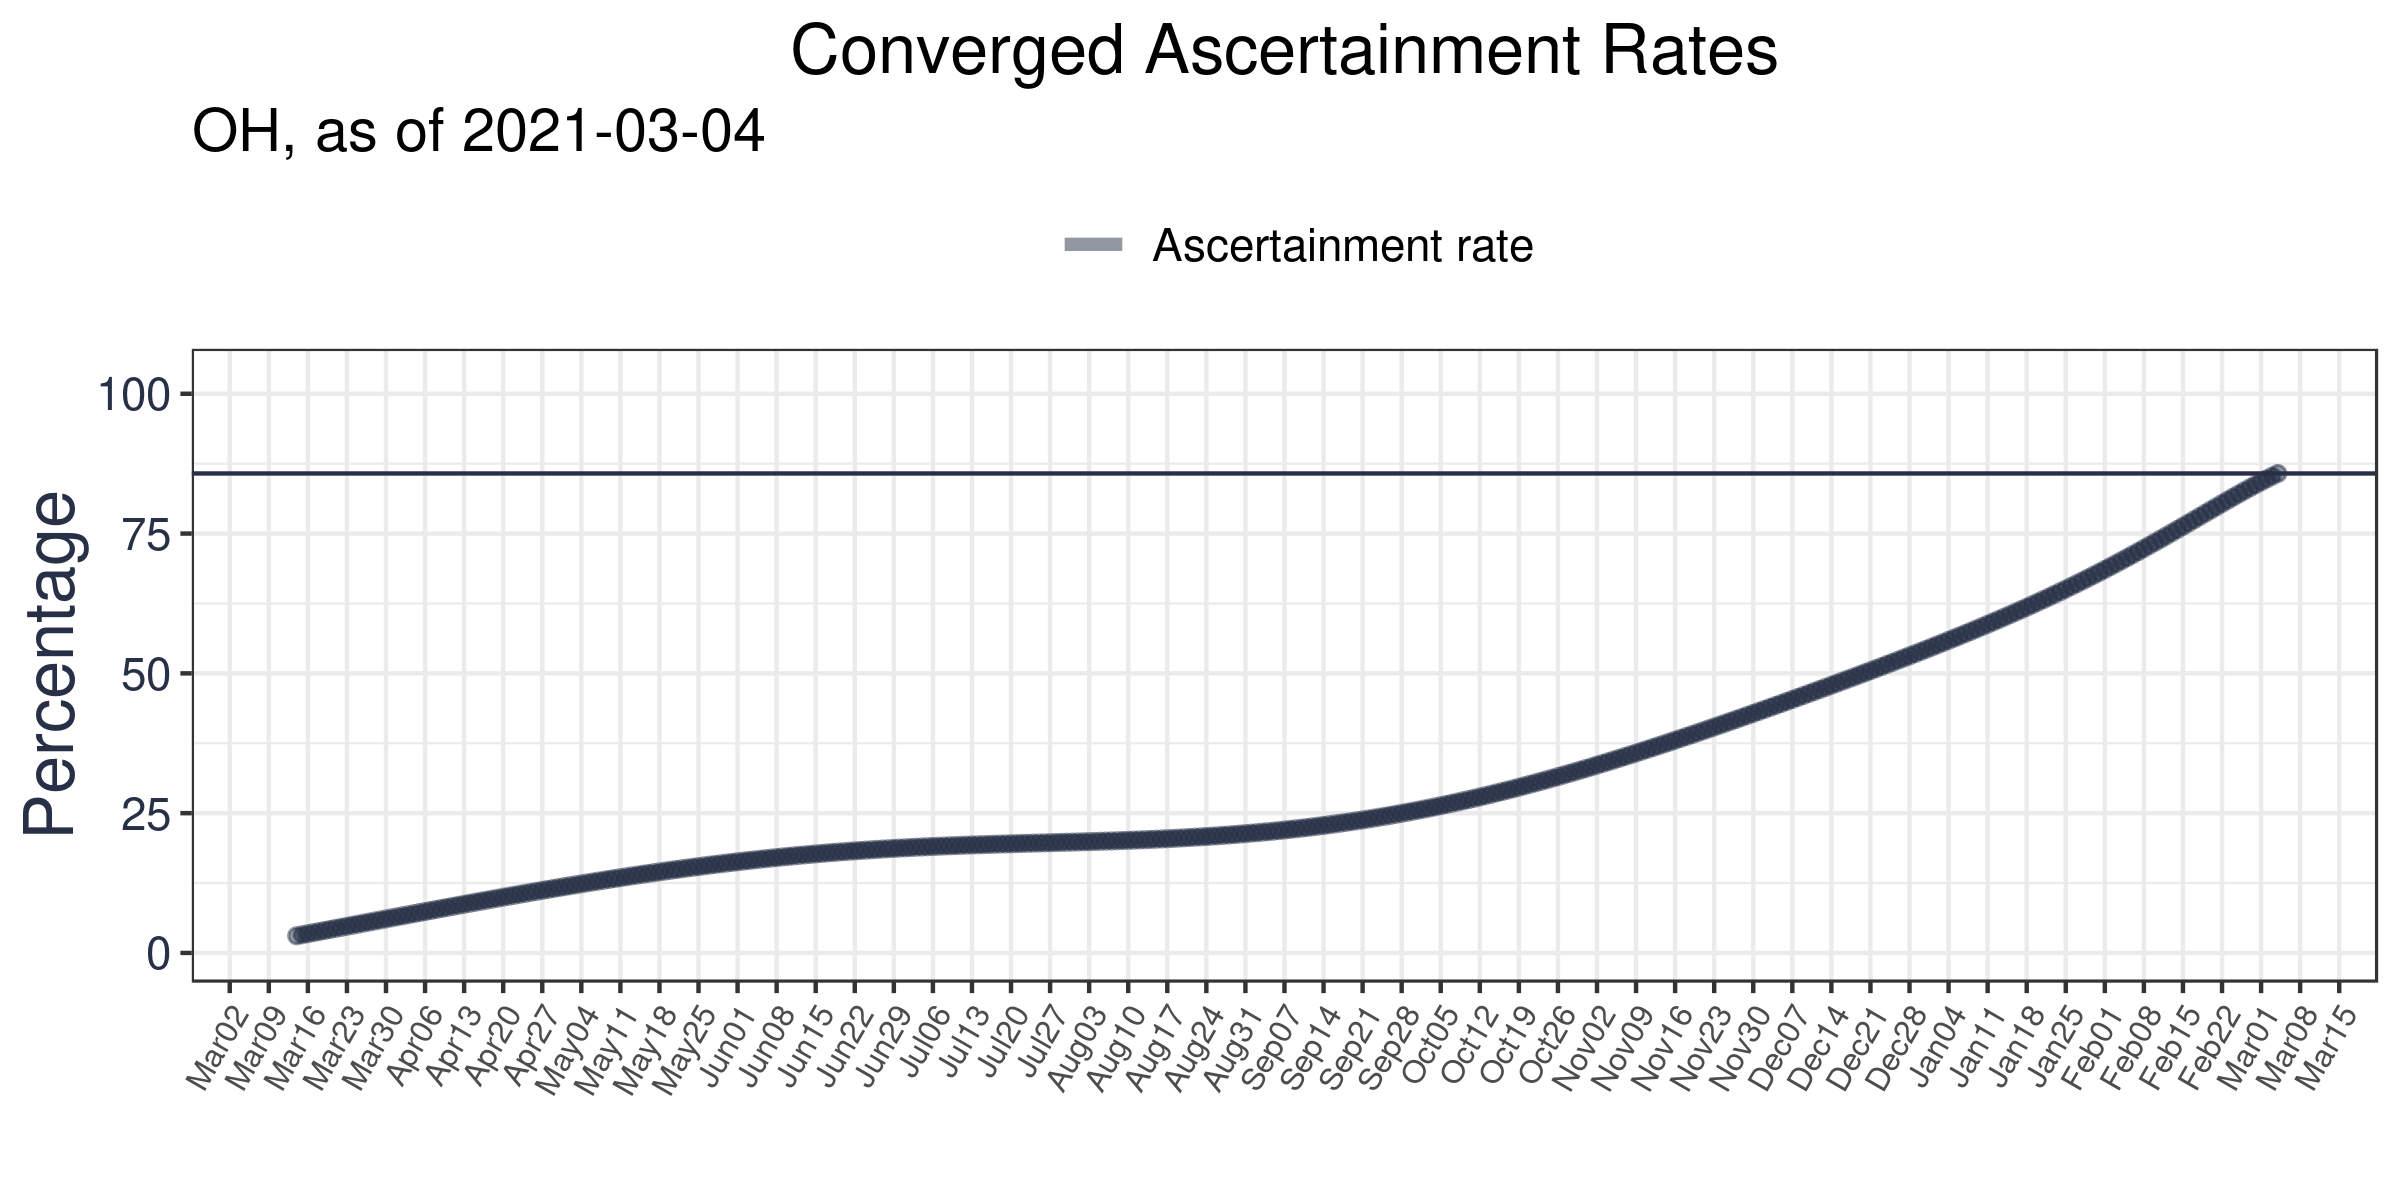 Converged Ascertainment Rates
OH, as of 2021-03-04
Ascertainment rate
Percentage
100
75
50
25
0
Mar02
Mar09
Mar16
Mar23
Mar30
Apr06
Apr13
Apr20
Apr27
May04
May11
May18
May25
Jun01
Jun08
Jun15
Jun22
Jun29
Jul06
Jul13
Jul20
Jul27
Aug03
Aug10
Aug17
Aug24
Aug31
Sep07
Sep14
Sep21
Sep28
Oct05
Oct12
Oct19
Oct26
Nov02
Nov09
Nov16
Nov23
Nov30
Dec07
Dec14
Dec21
Dec28
Jan04
Jan11
Jan18
Jan25
Feb01
Feb08
Feb15
Feb22
Mar01
Mar08
Mar15